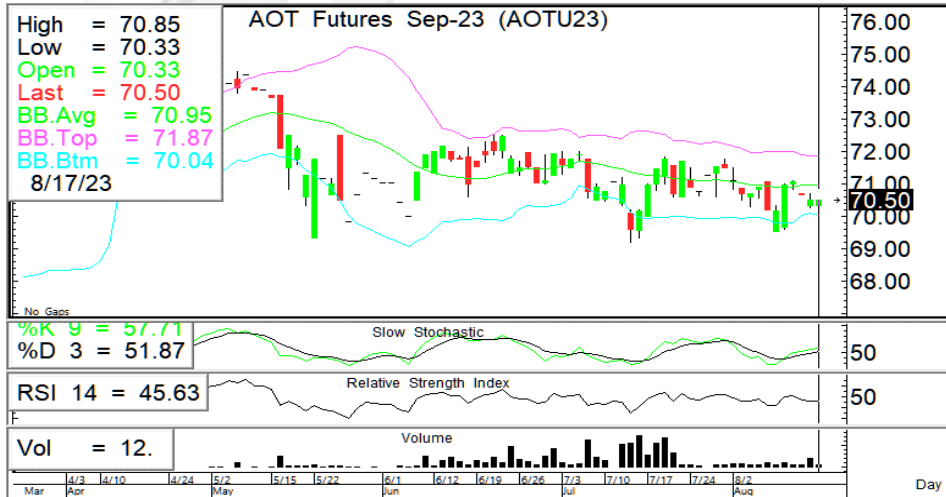 AOT Futures Sep-23 (AOTU23)
High = 70.85
Low = 70.33
Open = 70.33
Last = 70.50
BB.Avg = 70.95
BB.Top = 71.87
BB.Btm = 70.04
8/17/23
76.00
75.00
74.00
73.00
72.00
71.00
70.50
70.00
69.00
68.00
No Gaps
%K 9 = 57.71
%D 3 = 51.87
Slow Stochastic
50
RSI 14 = 45.63
Relative Strength Index
50
Vol = 12.
Volume
4/3 4/10 4/24 5/2 5/15 5/22 6/1 6/12 6/19 6/26 7/3 7/10 7/17 7/24 8/2
Mar Apr May Jun Jul Aug
Day